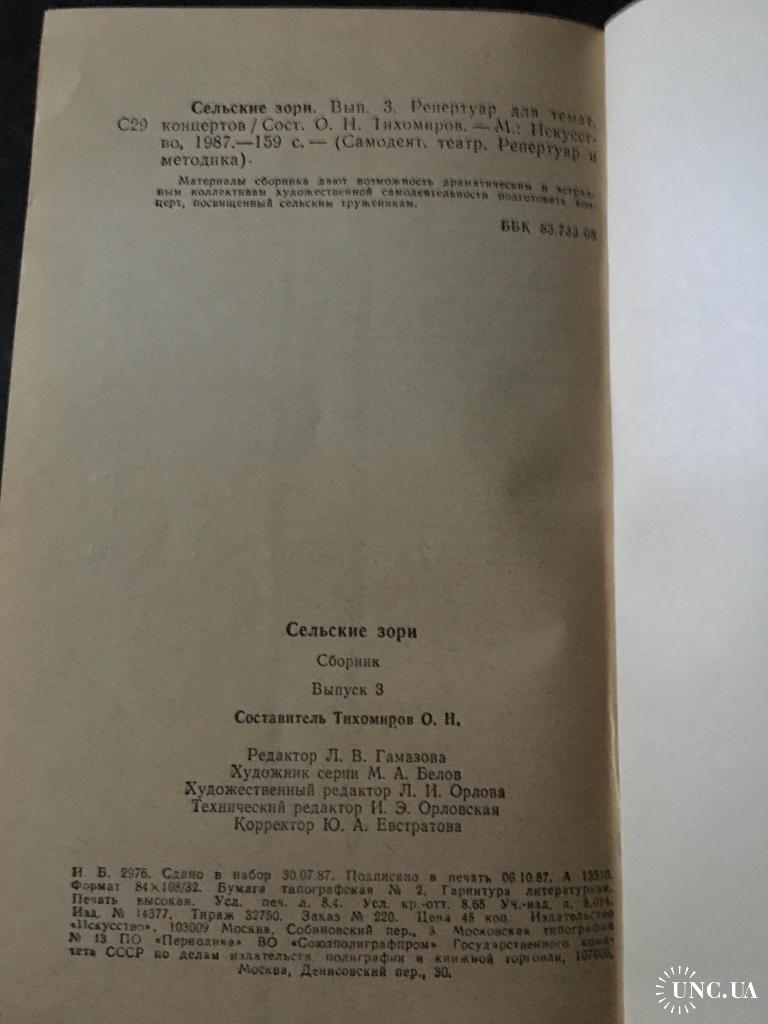 Сельские зори. Вып. 3. Репертуар для темат.
С29 концертов / Сост. О. Н. Тихомиров. — М.: Искусст-
во, 1987.—159 с. — (Самодеят. театр. Репертуар и
методика).
Материалы сборника дают возможность драматическим и эстрад-
ным коллективам художественной самодеятельности подготовить кон-
церт, посвященный сельским труженикам.
ББК 85.733.08
Сельские зори
Сборник
Выпуск 3
Составитель Тихомиров О. Н.
Редактор Л. В. Гамазова
Художник серии М. А. Белов
Художественный редактор Л. И. Орлова
Технический редактор И. Э. Орловская
Корректор Ю. А. Евстратова
И. Б. 2976. Сдано в набор 30.07.87. Подписано в печать 06.10.87. А
Формат 84×108/32. Бумага типографская № 2. Гарнитура литературная.
Печать высокая. Усл. печ. л. 8,4. Усл. кр.-отт. 8,65 Уч.-изд. л.
Изд. № 14377. Тираж 32750. Заказ № 220. Цена 45 коп. Издательство
«Искусство», 103009 Москва, Собиновский пер., 3. Московская типография
№ 13 ПО «Периодика» ВО «Союзполиграфпром» Государственного коми-
тета СССР по делам издательств, полиграфии и книжной торговли,
Москва, Денисовский пер., 30.
UNC.UA